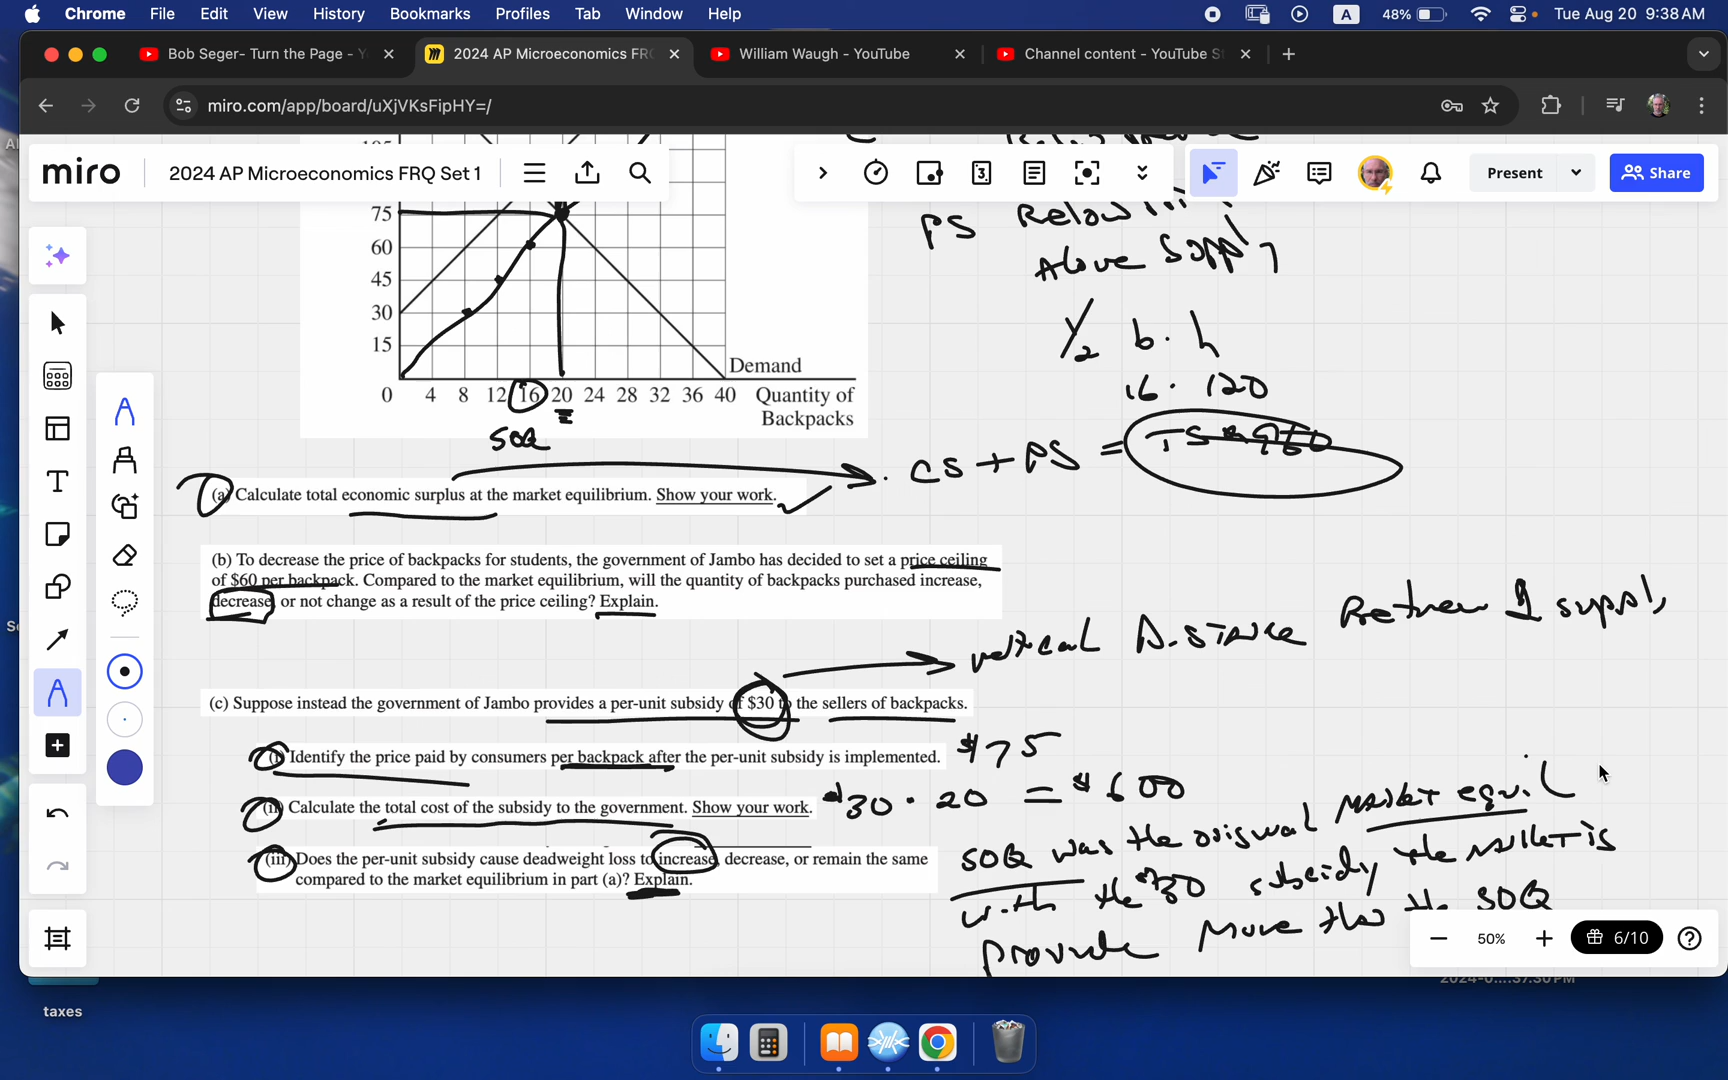 Chrome File Edit View History Bookmarks Profiles Tab Window Help A 48% Tue Aug 20 9:38 AM
Bob Seger- Turn the Page - Y
2024 AP Microeconomics FR
William Waugh - YouTube
Channel content - YouTube S
miro.com/app/board/uXjVKsFipHY=/
miro 2024 AP Microeconomics FRQ Set 1 Present Share
75
60
45
30
15
0 4 8 12 16 20 24 28 32 36 40
Demand
Quantity of
Backpacks
SOQ
PS Below
Above Supply
1/2 b · h
16 · 120
CS + PS =
(a) Calculate total economic surplus at the market equilibrium. Show your work.
(b) To decrease the price of backpacks for students, the government of Jambo has decided to set a price ceiling
of $60 per backpack. Compared to the market equilibrium, will the quantity of backpacks purchased increase,
decrease, or not change as a result of the price ceiling? Explain.
vertical Distance Between 2 supply
(c) Suppose instead the government of Jambo provides a per-unit subsidy of $30 to the sellers of backpacks.
(i) Identify the price paid by consumers per backpack after the per-unit subsidy is implemented. $75
(ii) Calculate the total cost of the subsidy to the government. Show your work. $30 · 20 = $600
(iii) Does the per-unit subsidy cause deadweight loss to increase, decrease, or remain the same
compared to the market equilibrium in part (a)? Explain.
SOQ was the original market equil
with the $30 subseidy the market is
provide more than the SOQ
50% 6/10
taxes